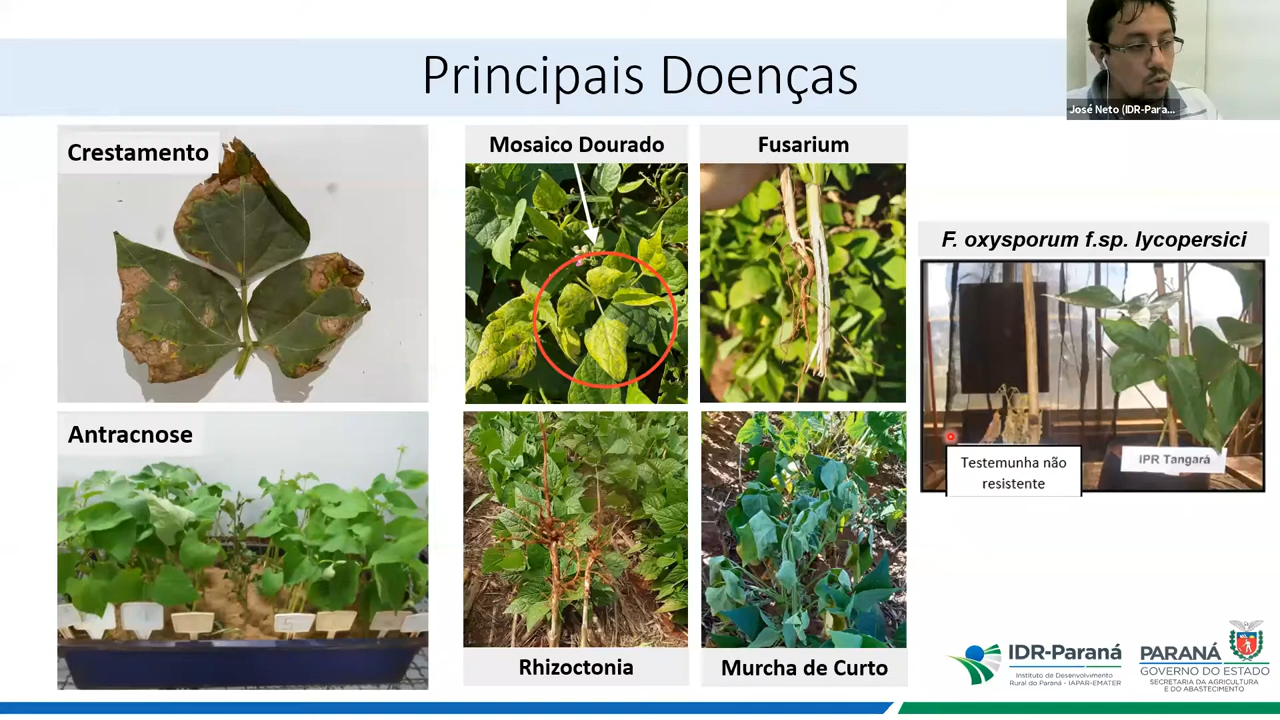 Principais Doenças
José Neto (IDR-Para...
Crestamento
Mosaico Dourado
Fusarium
F. oxysporum f.sp. lycopersici
Testemunha não
resistente
IPR Tangará
Antracnose
Rhizoctonia
Murcha de Curto
IDR-Paraná
Instituto de Desenvolvimento
Rural do Paraná - IAPAR-EMATER
PARANÁ
GOVERNO DO ESTADO
SECRETARIA DA AGRICULTURA
E DO ABASTECIMENTO